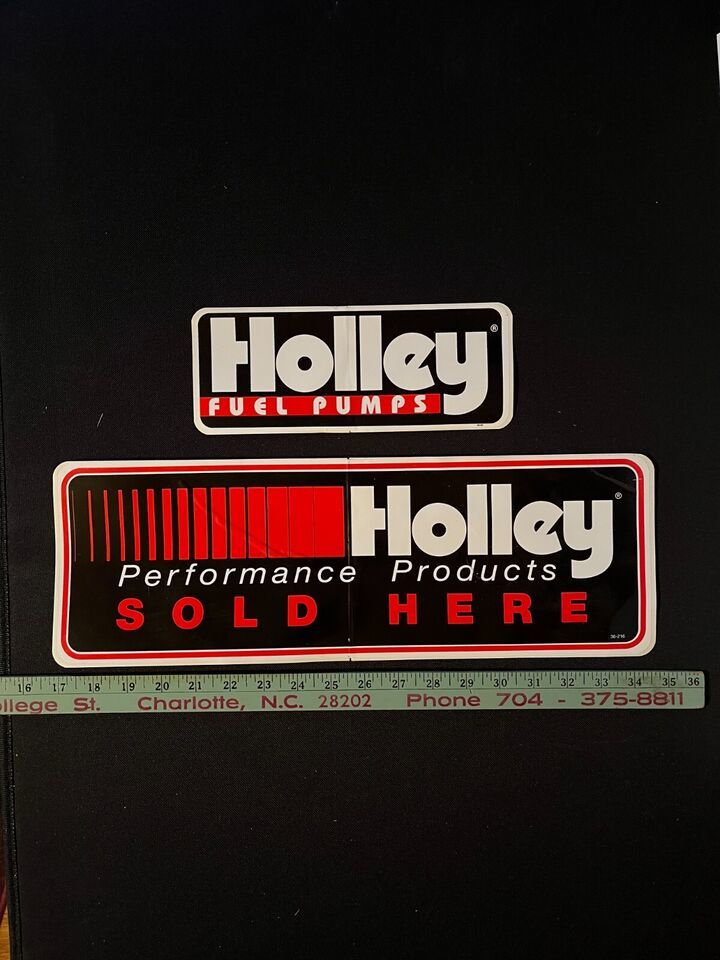 Holley®
FUEL PUMPS
Holley®
Performance Products
SOLD HERE
36-216
16 17 18 19 20 21 22 23 24 25 26 27 28 29 30 31 32 33 34 35 36
llege St. Charlotte, N.C. 28202 Phone 704 - 375-8811